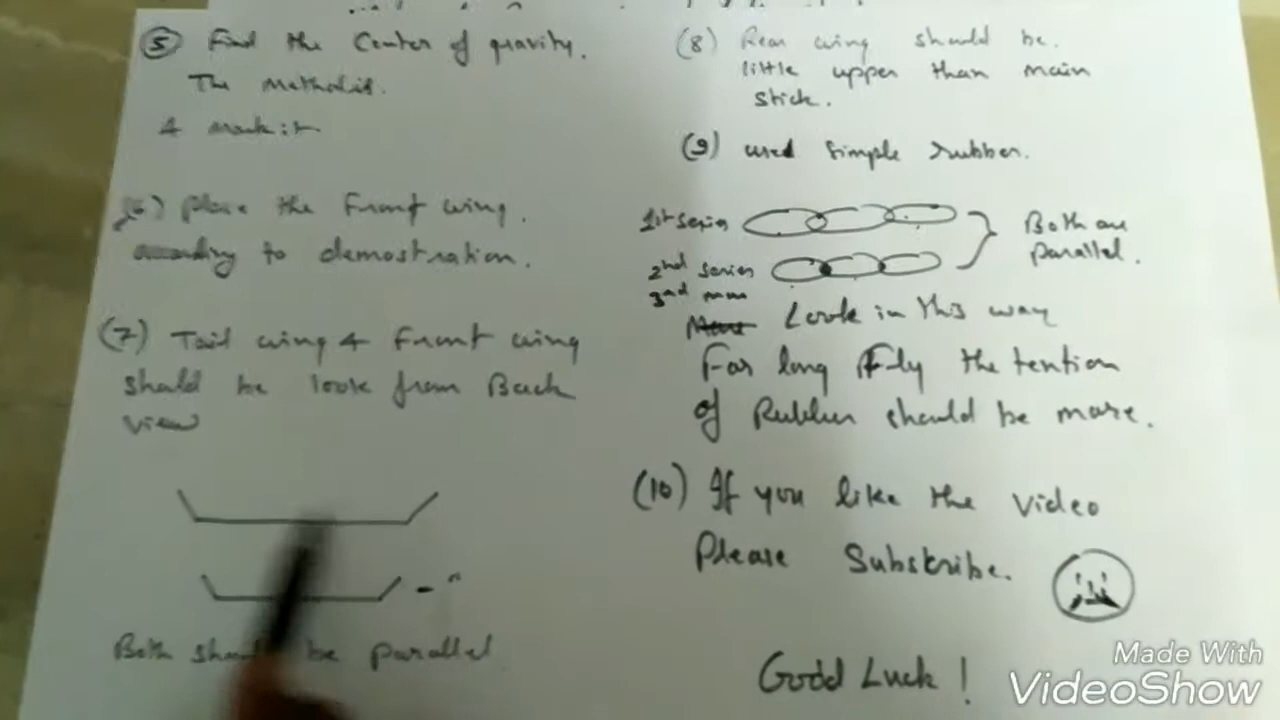 (5) Find the Center of gravity.
The Method is.
& mark it.
(6) Place the Front wing.
according to demostration.
(7) Tail wing & Front wing
should be look from Back
view
Both should be parallel
(8) Rear wing should be.
little upper than main
stick.
(9) used simple rubber.
1st series
2nd series
Both are
parallel.
3nd
Look in this way
For long Fly the tention
of Rubber should be more.
(10) If you like the video
Please Subskribe.
Good Luck !
Made With
VideoShow